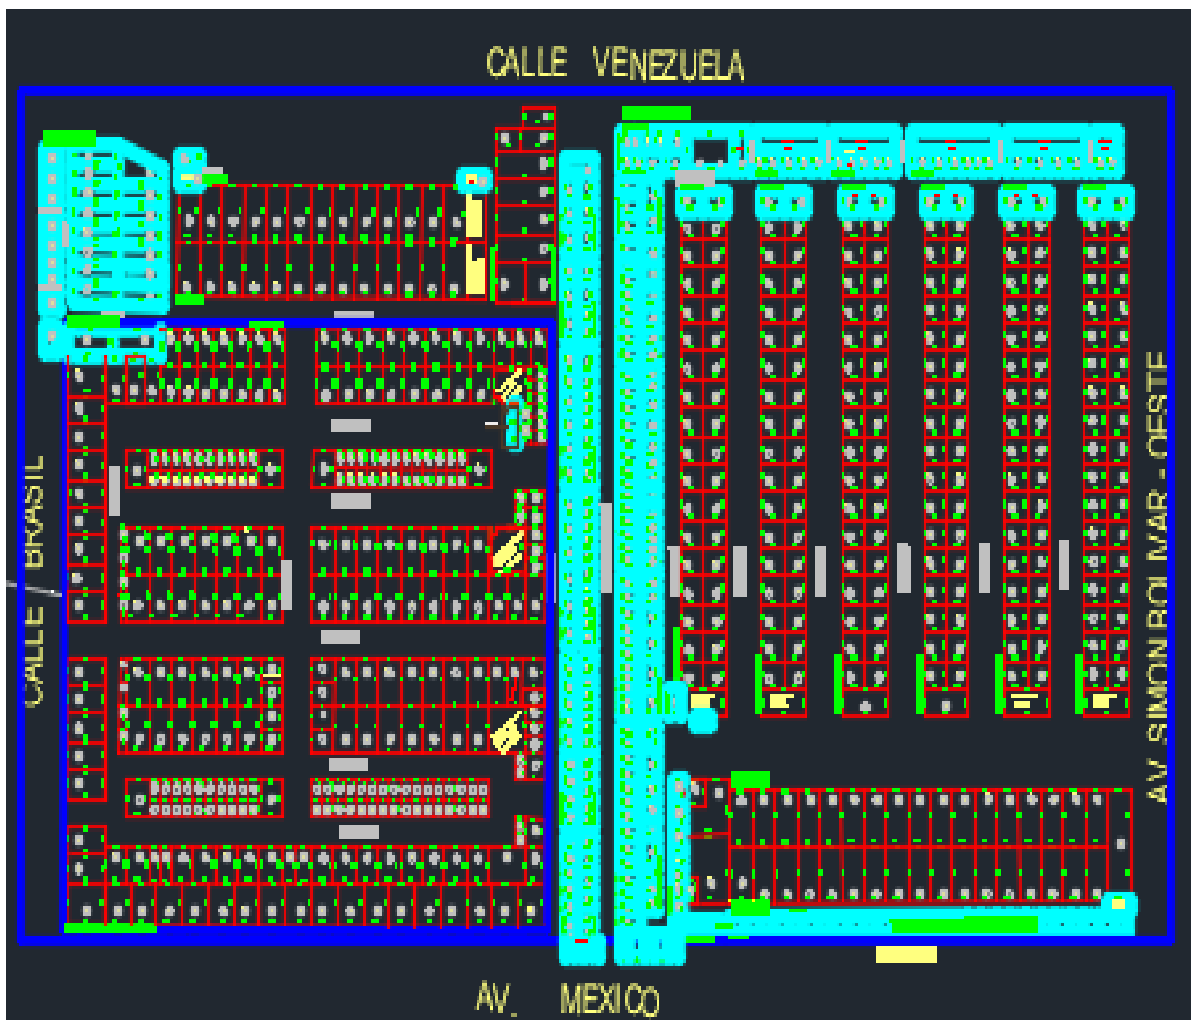 CALLE VENEZUELA
CALLE BRASIL
AV. SIMON BOLIVAR - OESTE
AV. MEXICO